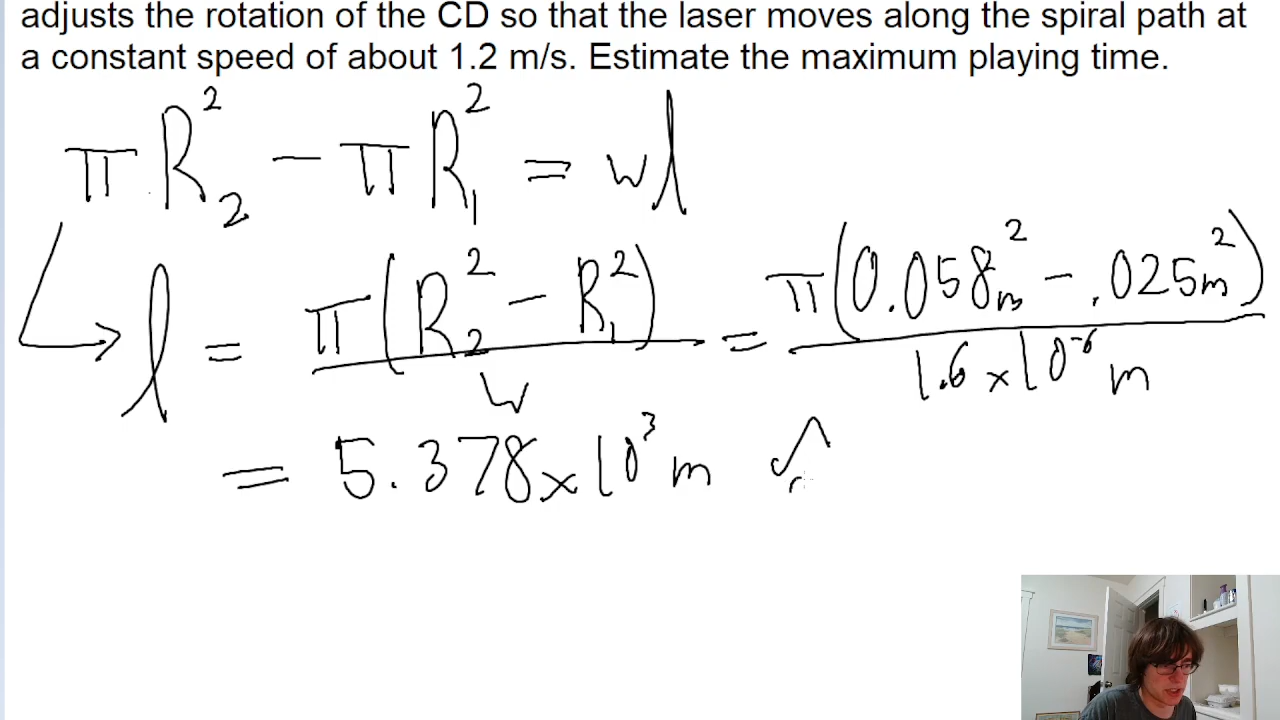 adjusts the rotation of the CD so that the laser moves along the spiral path at
a constant speed of about 1.2 m/s. Estimate the maximum playing time.
πR₂² − πR₁² = wl
l = π(R₂² − R₁²) / w = π(0.058m² − .025m²) / 1.6×10⁻⁶ m
= 5.378×10³ m